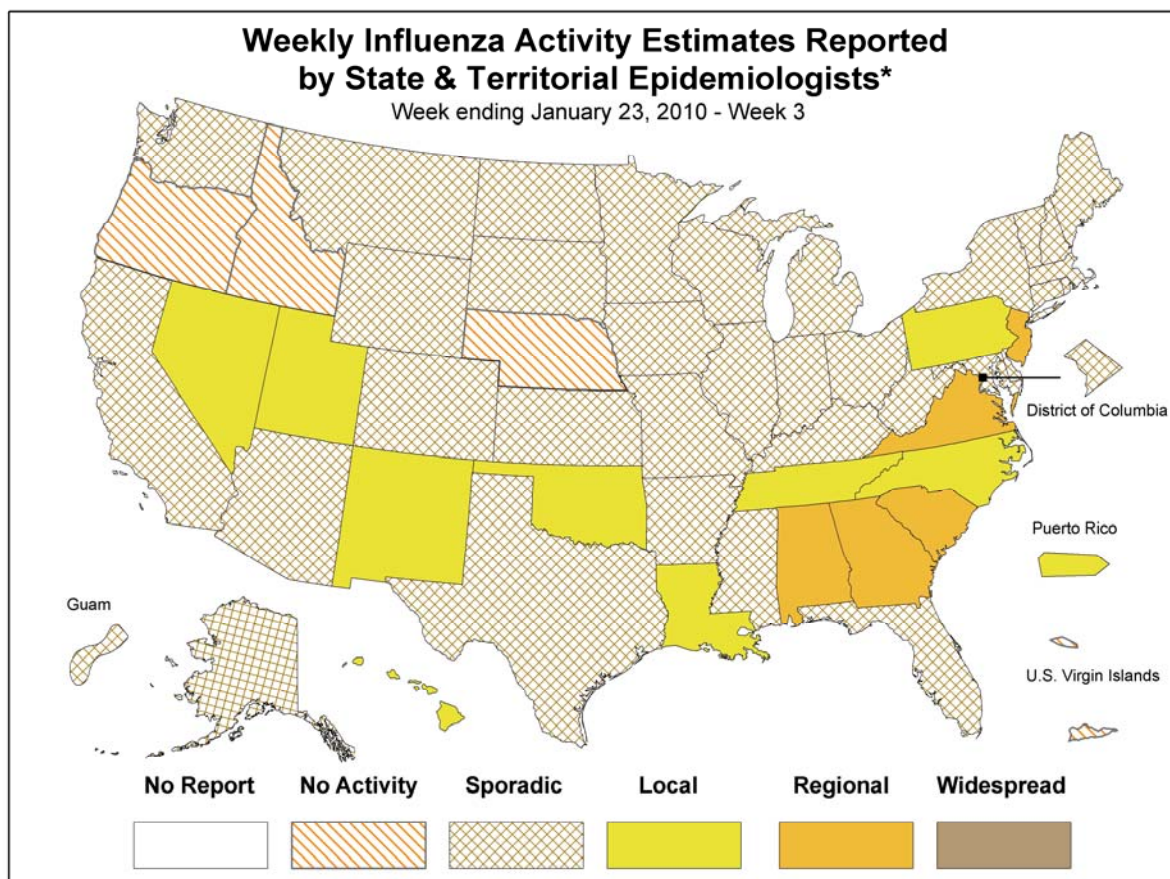 Weekly Influenza Activity Estimates Reported
by State & Territorial Epidemiologists*
Week ending January 23, 2010 - Week 3
District of Columbia
Puerto Rico
Guam
U.S. Virgin Islands
No Report No Activity Sporadic Local Regional Widespread